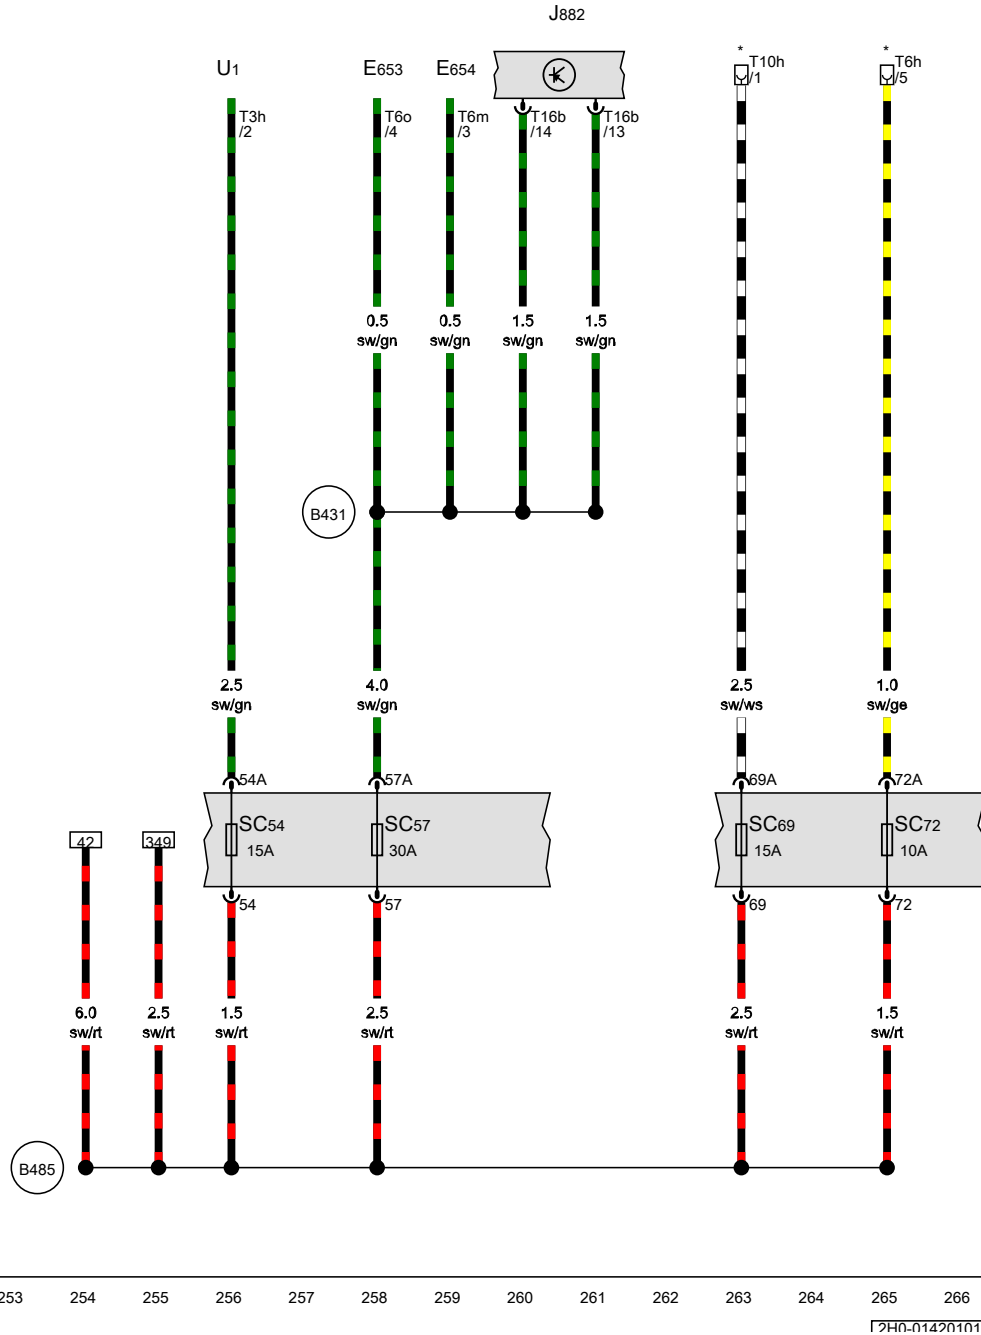 J882
U1
E653
E654
*
T10h
/1
*
T6h
/5
T3h
/2
T6o
/4
T6m
/3
T16b
/14
T16b
/13
0.5
sw/gn
0.5
sw/gn
1.5
sw/gn
1.5
sw/gn
B431
2.5
sw/gn
4.0
sw/gn
2.5
sw/ws
1.0
sw/ge
54A
57A
69A
72A
SC54
15A
SC57
30A
SC69
15A
SC72
10A
42
349
54
57
69
72
6.0
sw/rt
2.5
sw/rt
1.5
sw/rt
2.5
sw/rt
2.5
sw/rt
1.5
sw/rt
B485
253 254 255 256 257 258 259 260 261 262 263 264 265 266
2H0-01420101